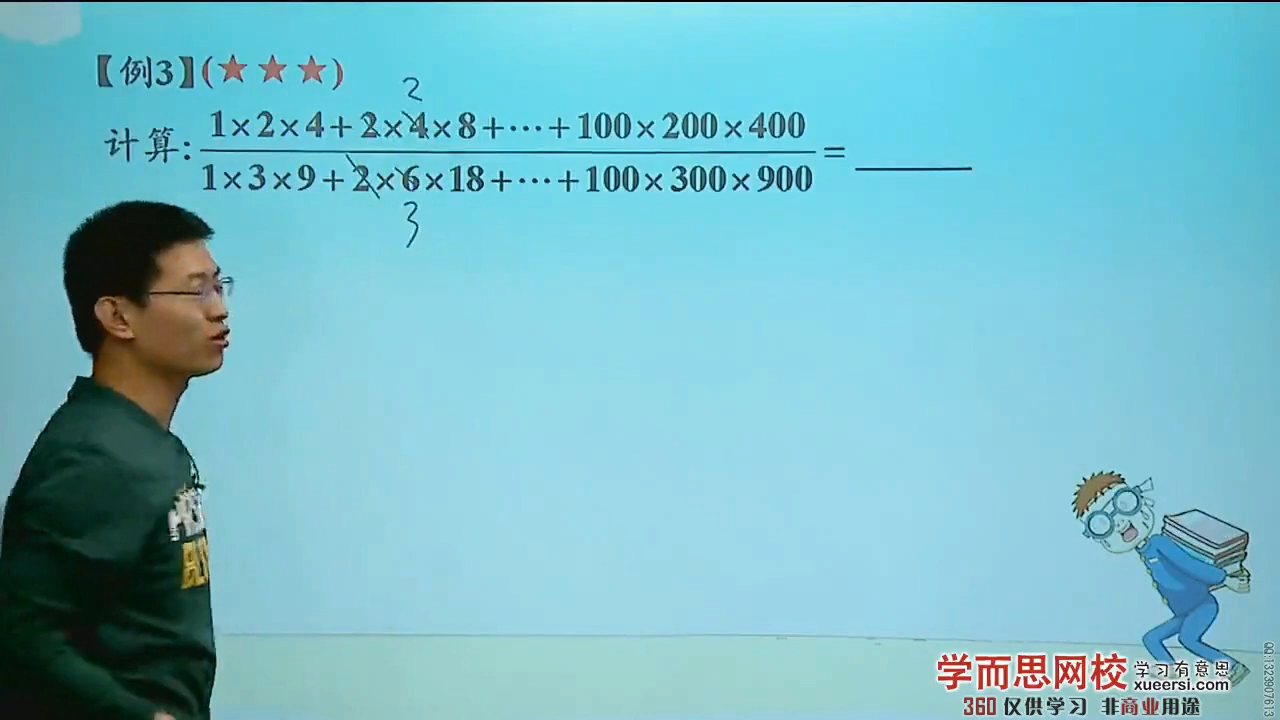 【例3】(★★★)
2
计算: 1×2×4+2×4×8+···+100×200×400
1×3×9+2×6×18+···+100×300×900 = ______
3
学而思网校 学习有意思
xueersi.com
360 仅供学习 非商业用途
QQ:1323907613